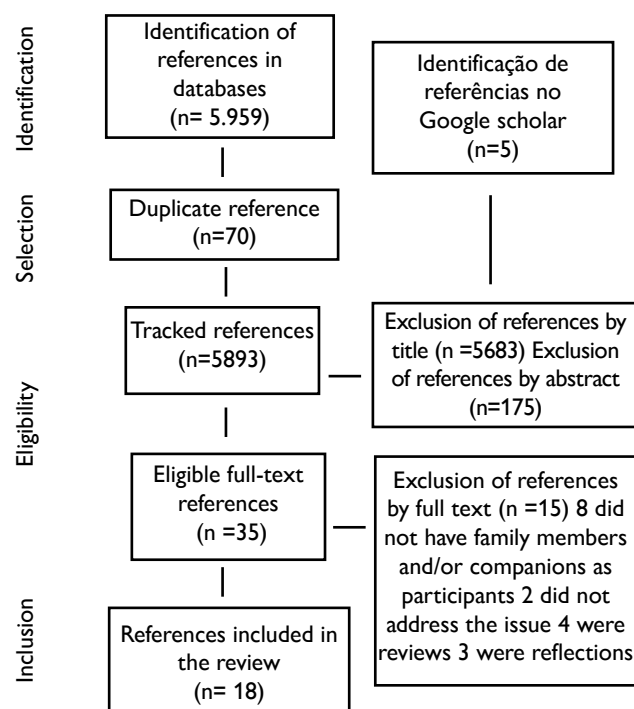 Identification
Identification of
references in
databases
(n= 5.959)
Identificação de
referências no
Google scholar
(n=5)
Selection
Duplicate reference
(n=70)
Eligibility
Tracked references
(n=5893)
Exclusion of references by
title (n =5683) Exclusion
of references by abstract
(n=175)
Eligible full-text
references
(n =35)
Exclusion of references
by full text (n =15) 8 did
not have family members
and/or companions as
participants 2 did not
address the issue 4 were
reviews 3 were reflections
Inclusion
References included in
the review
(n= 18)